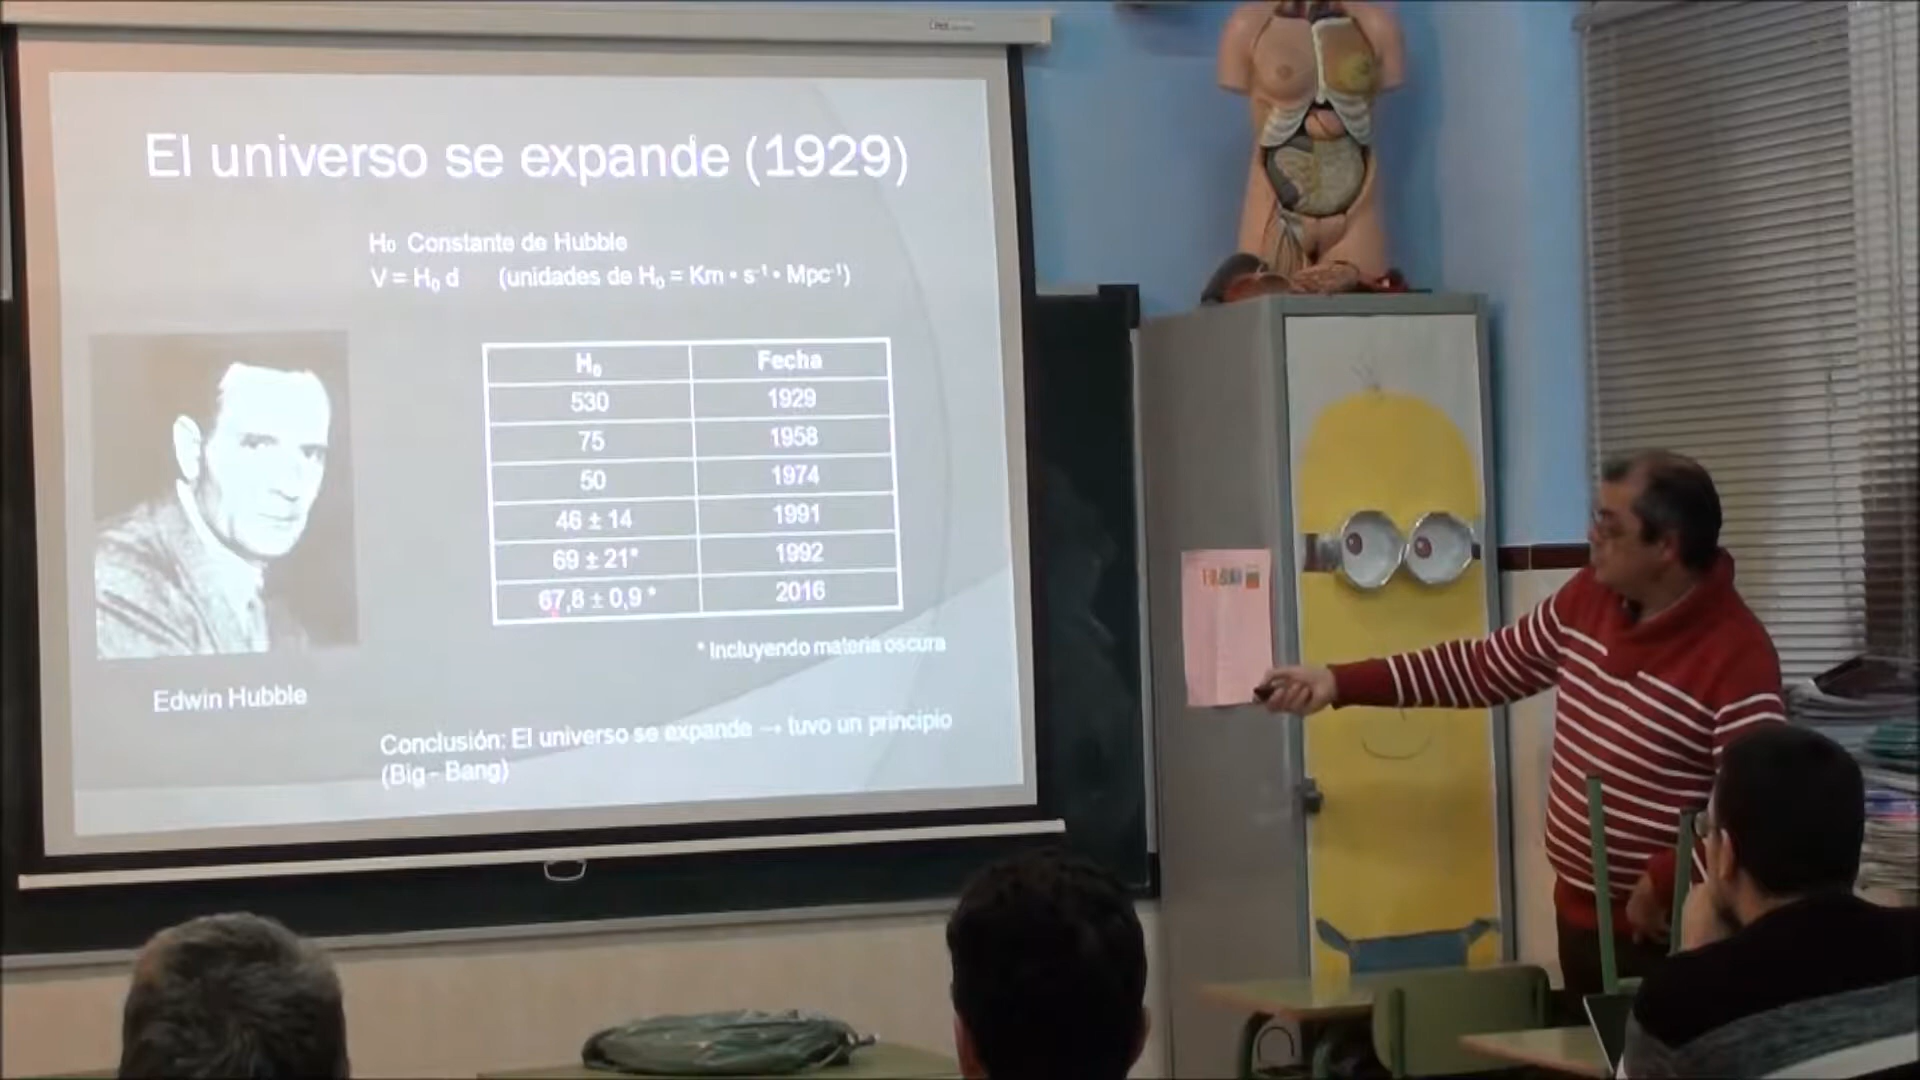 El universo se expande (1929)
H₀ Constante de Hubble
V = H₀ d (unidades de H₀ = Km • s⁻¹ • Mpc⁻¹)
H₀ Fecha
530 1929
75 1958
50 1974
46 ± 14 1991
69 ± 21* 1992
67,8 ± 0,9 * 2016
* Incluyendo materia oscura
Edwin Hubble
Conclusión: El universo se expande → tuvo un principio
(Big - Bang)